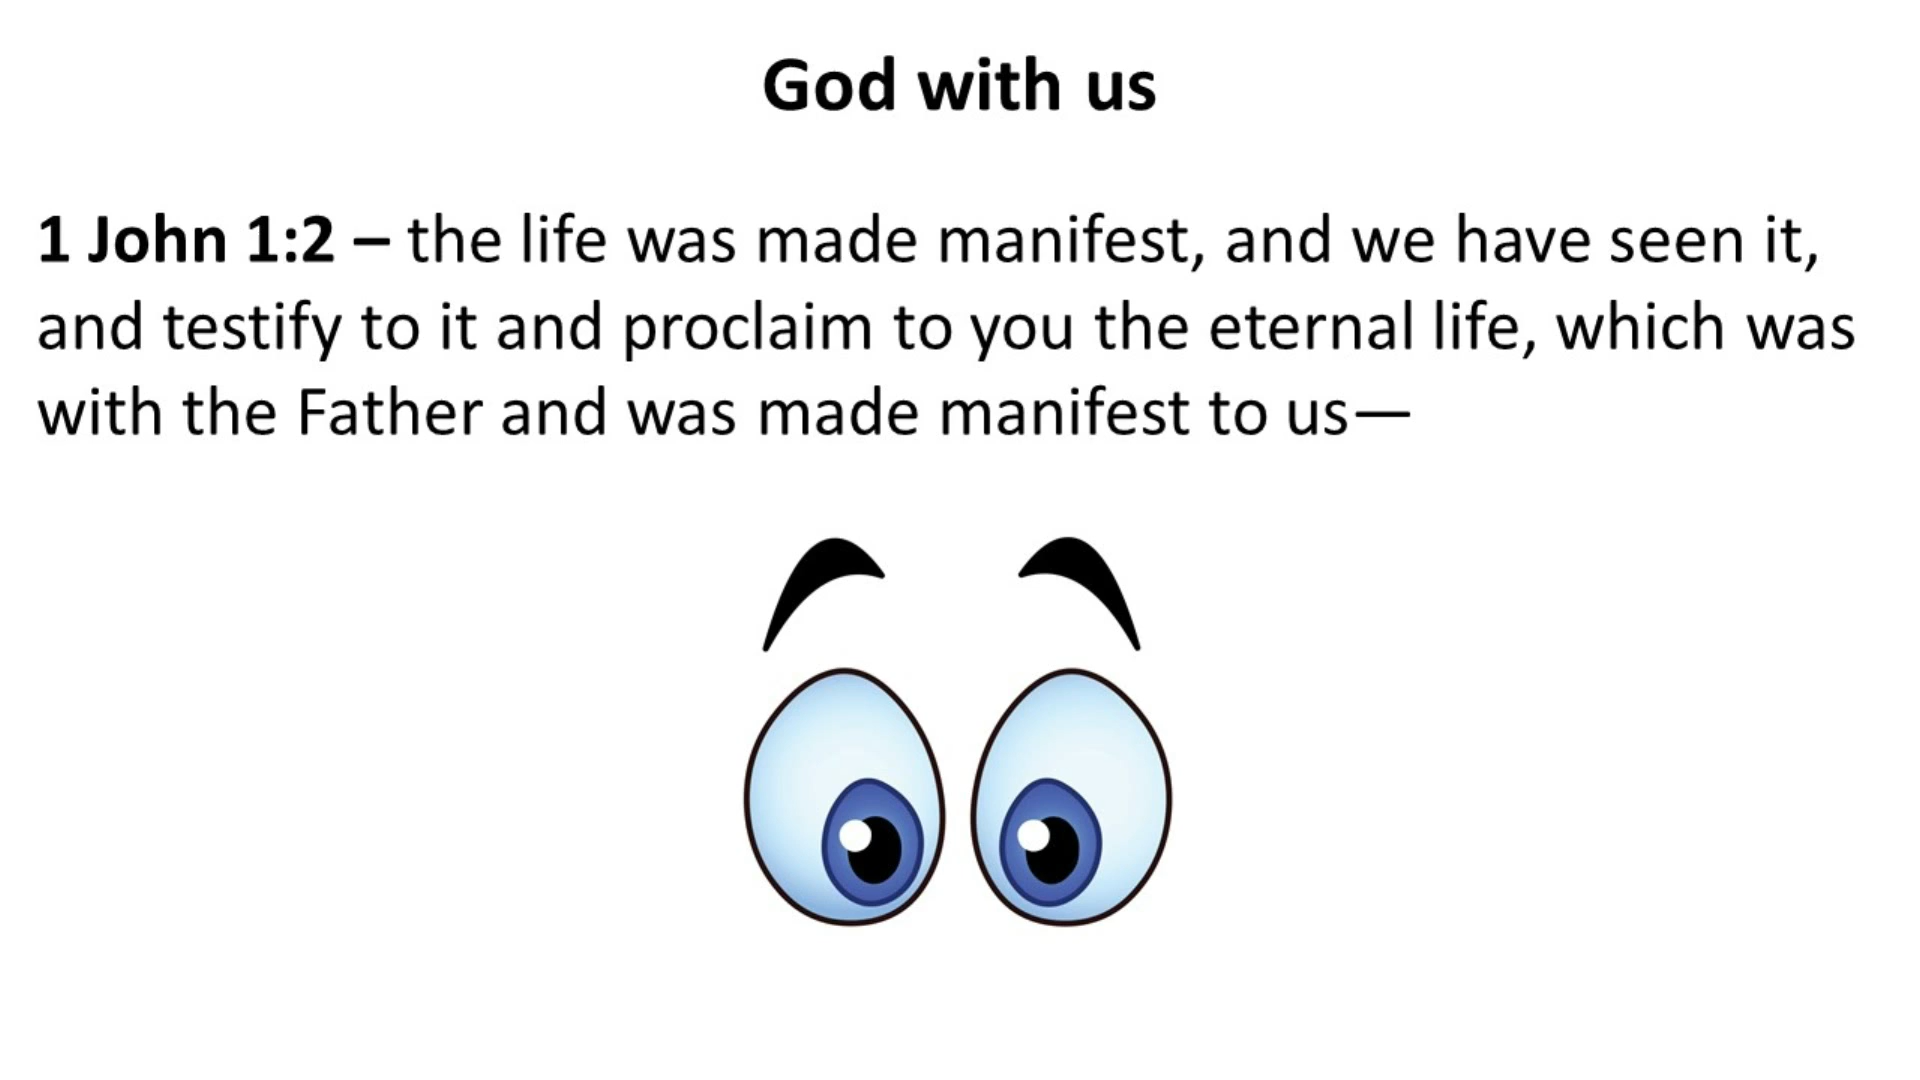 God with us
1 John 1:2 – the life was made manifest, and we have seen it,
and testify to it and proclaim to you the eternal life, which was
with the Father and was made manifest to us—